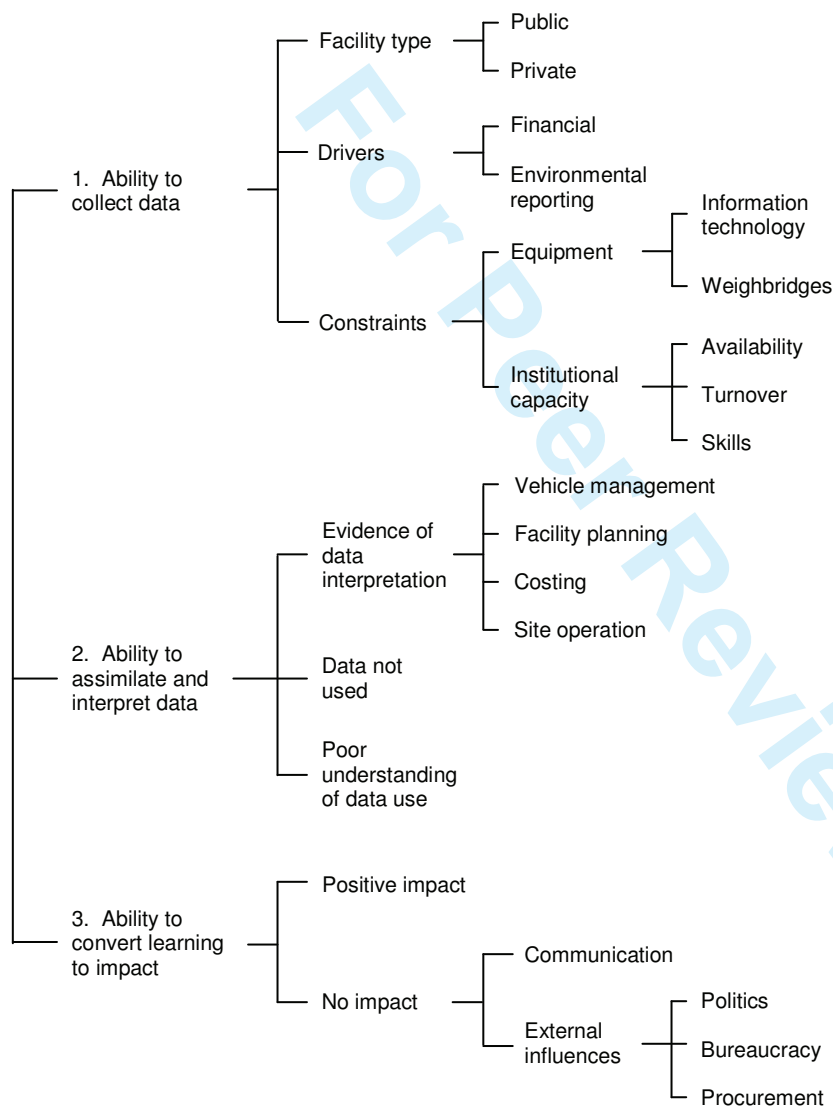 Facility type
Public
Private
1. Ability to
collect data
Drivers
Financial
Environmental
reporting
Constraints
Equipment
Information
technology
Weighbridges
Institutional
capacity
Availability
Turnover
Skills
2. Ability to
assimilate and
interpret data
Evidence of
data
interpretation
Vehicle management
Facility planning
Costing
Site operation
Data not
used
Poor
understanding
of data use
3. Ability to
convert learning
to impact
Positive impact
No impact
Communication
External
influences
Politics
Bureaucracy
Procurement
For Peer Review